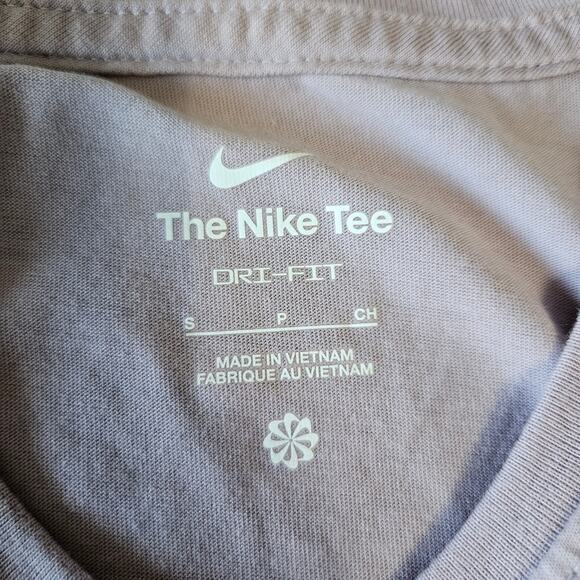 The Nike Tee
DRI-FIT
S P CH
MADE IN VIETNAM
FABRIQUE AU VIETNAM